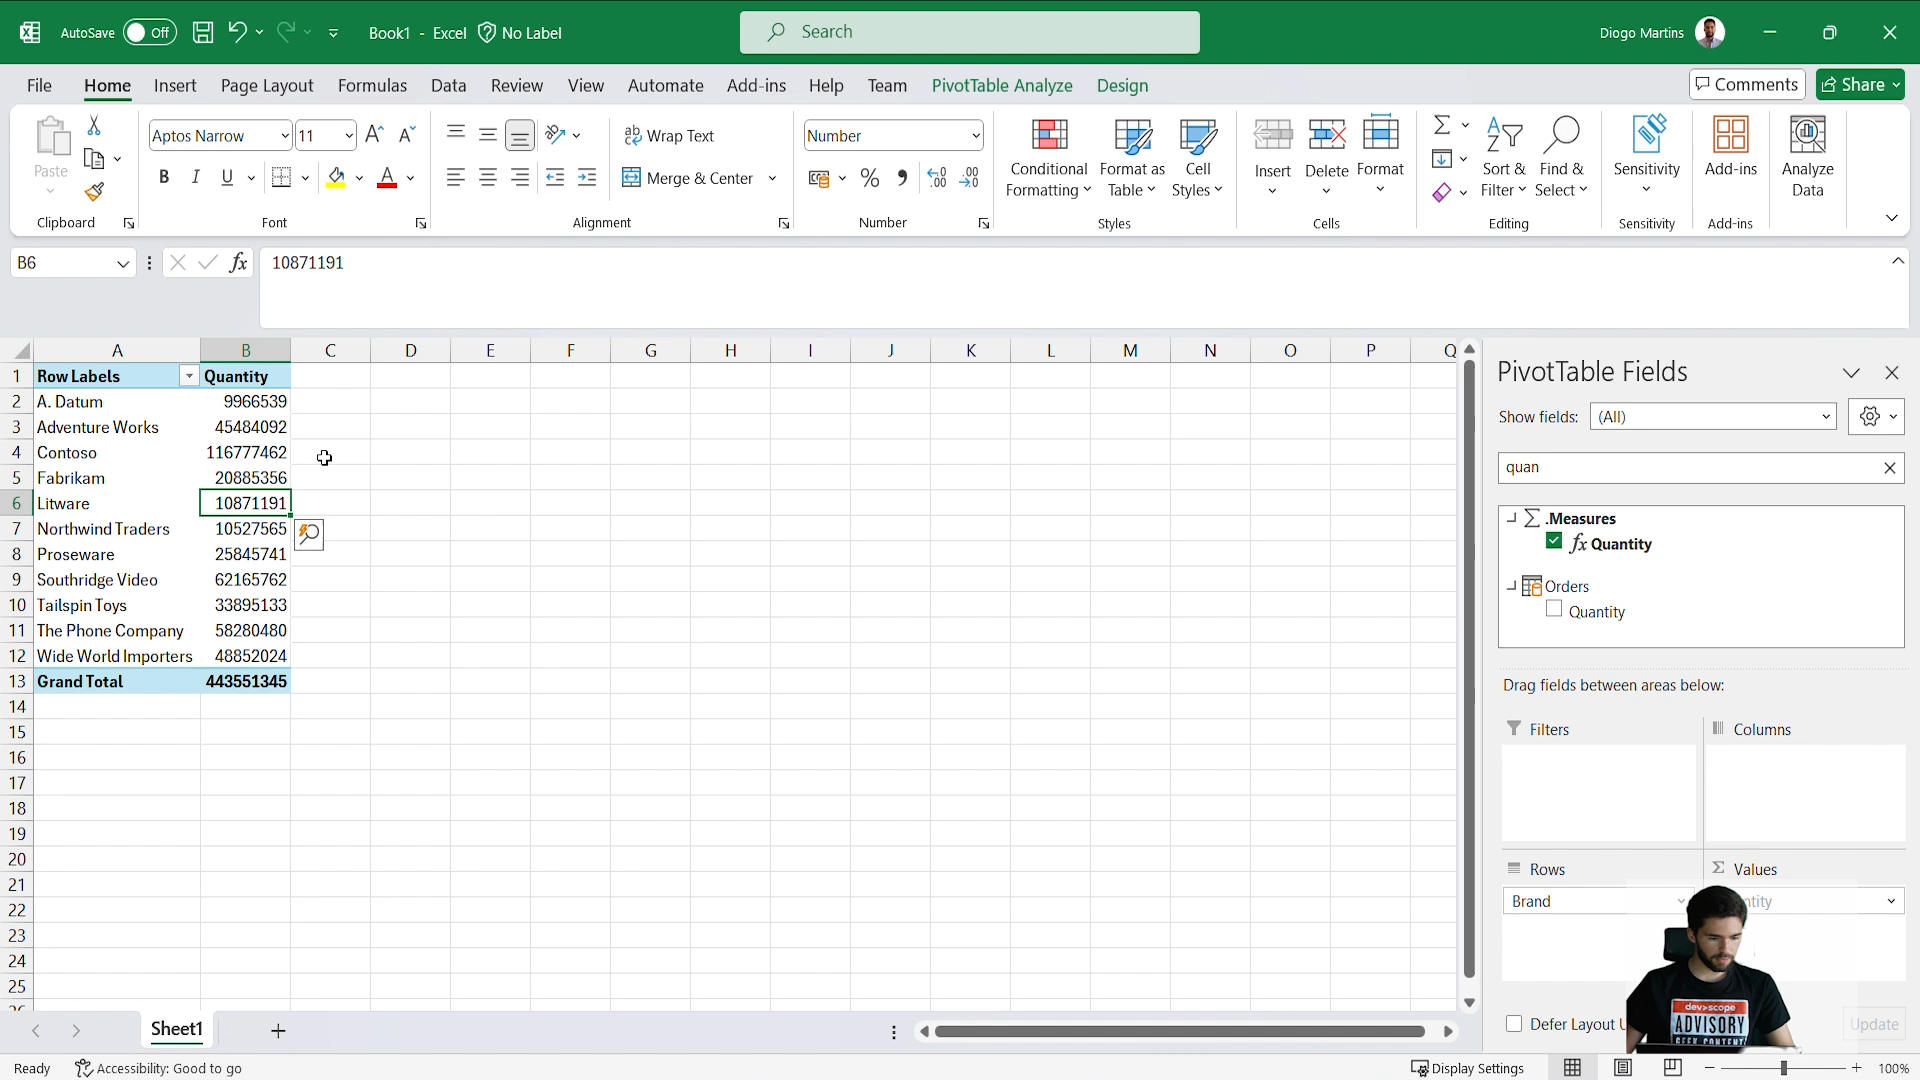 AutoSave Off Book1 - Excel No Label Search Diogo Martins
File Home Insert Page Layout Formulas Data Review View Automate Add-ins Help Team PivotTable Analyze Design Comments Share
Paste Aptos Narrow 11 Wrap Text Number Conditional Formatting Format as Table Cell Styles Insert Delete Format Sort & Filter Find & Select Sensitivity Add-ins Analyze Data
B I U Merge & Center %
Clipboard Font Alignment Number Styles Cells Editing Sensitivity Add-ins
B6 fx 10871191
A B C D E F G H I J K L M N O P Q
1 Row Labels Quantity
2 A. Datum 9966539
3 Adventure Works 45484092
4 Contoso 116777462
5 Fabrikam 20885356
6 Litware 10871191
7 Northwind Traders 10527565
8 Proseware 25845741
9 Southridge Video 62165762
10 Tailspin Toys 33895133
11 The Phone Company 58280480
12 Wide World Importers 48852024
13 Grand Total 443551345
14
15
16
17
18
19
20
21
22
23
24
25
PivotTable Fields
Show fields: (All)
quan
.Measures
fx Quantity
Orders
Quantity
Drag fields between areas below:
Filters Columns
Rows Values
Brand
Defer Layout Update
dev>scope
ADVISORY
GEEK CONTENT
Sheet1
Ready Accessibility: Good to go Display Settings 100%